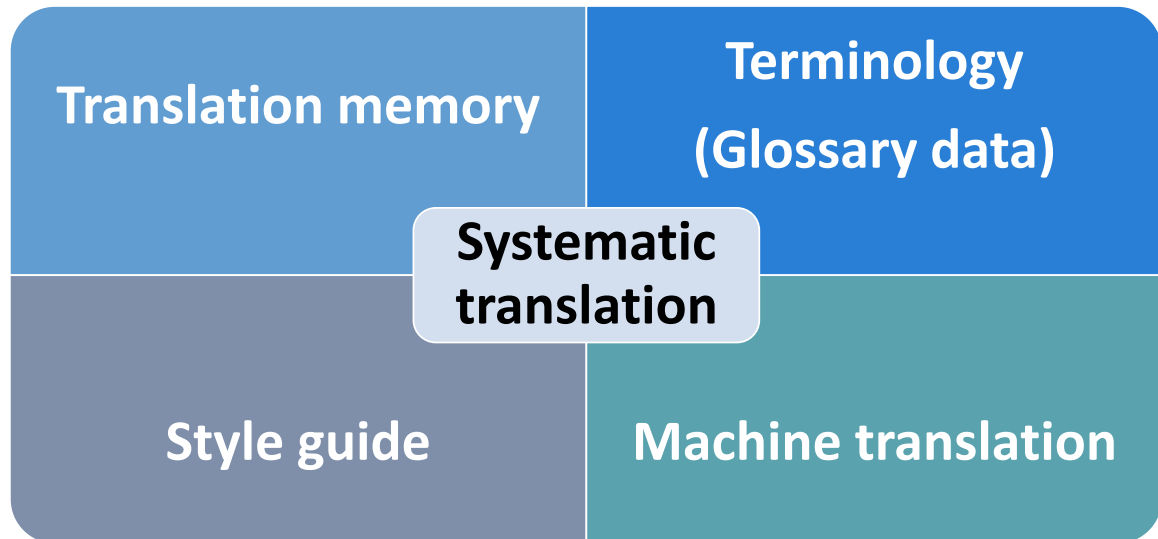 Translation memory
Terminology
(Glossary data)
Systematic
translation
Style guide
Machine translation